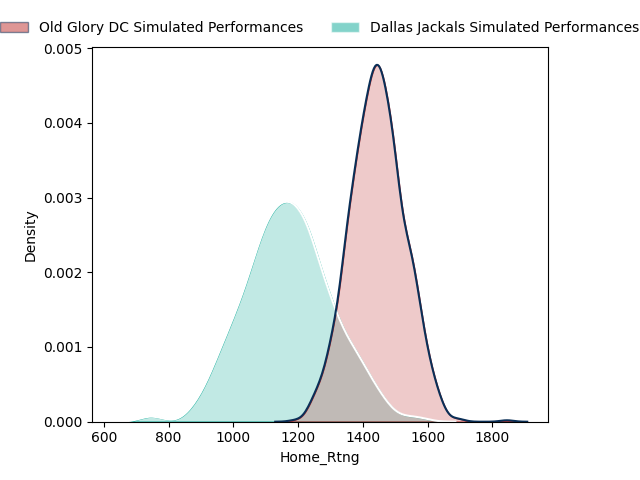 Old Glory DC Simulated Performances Dallas Jackals Simulated Performances
0.005
0.004
0.003
0.002
0.001
0.000
Density
600 800 1000 1200 1400 1600 1800
Home_Rtng